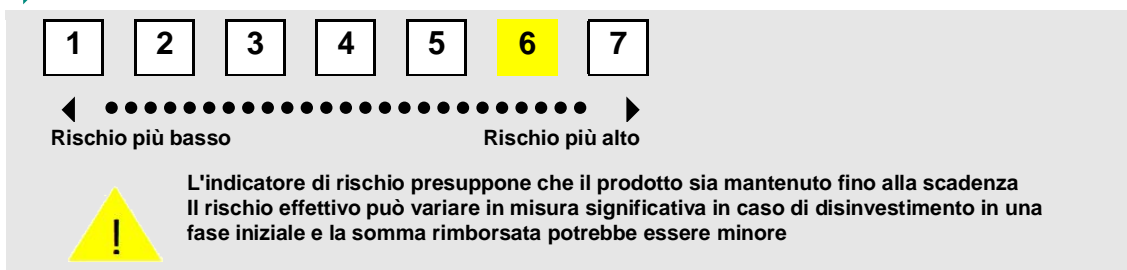 1 2 3 4 5 6 7
Rischio più basso Rischio più alto
L'indicatore di rischio presuppone che il prodotto sia mantenuto fino alla scadenza
Il rischio effettivo può variare in misura significativa in caso di disinvestimento in una
fase iniziale e la somma rimborsata potrebbe essere minore
!